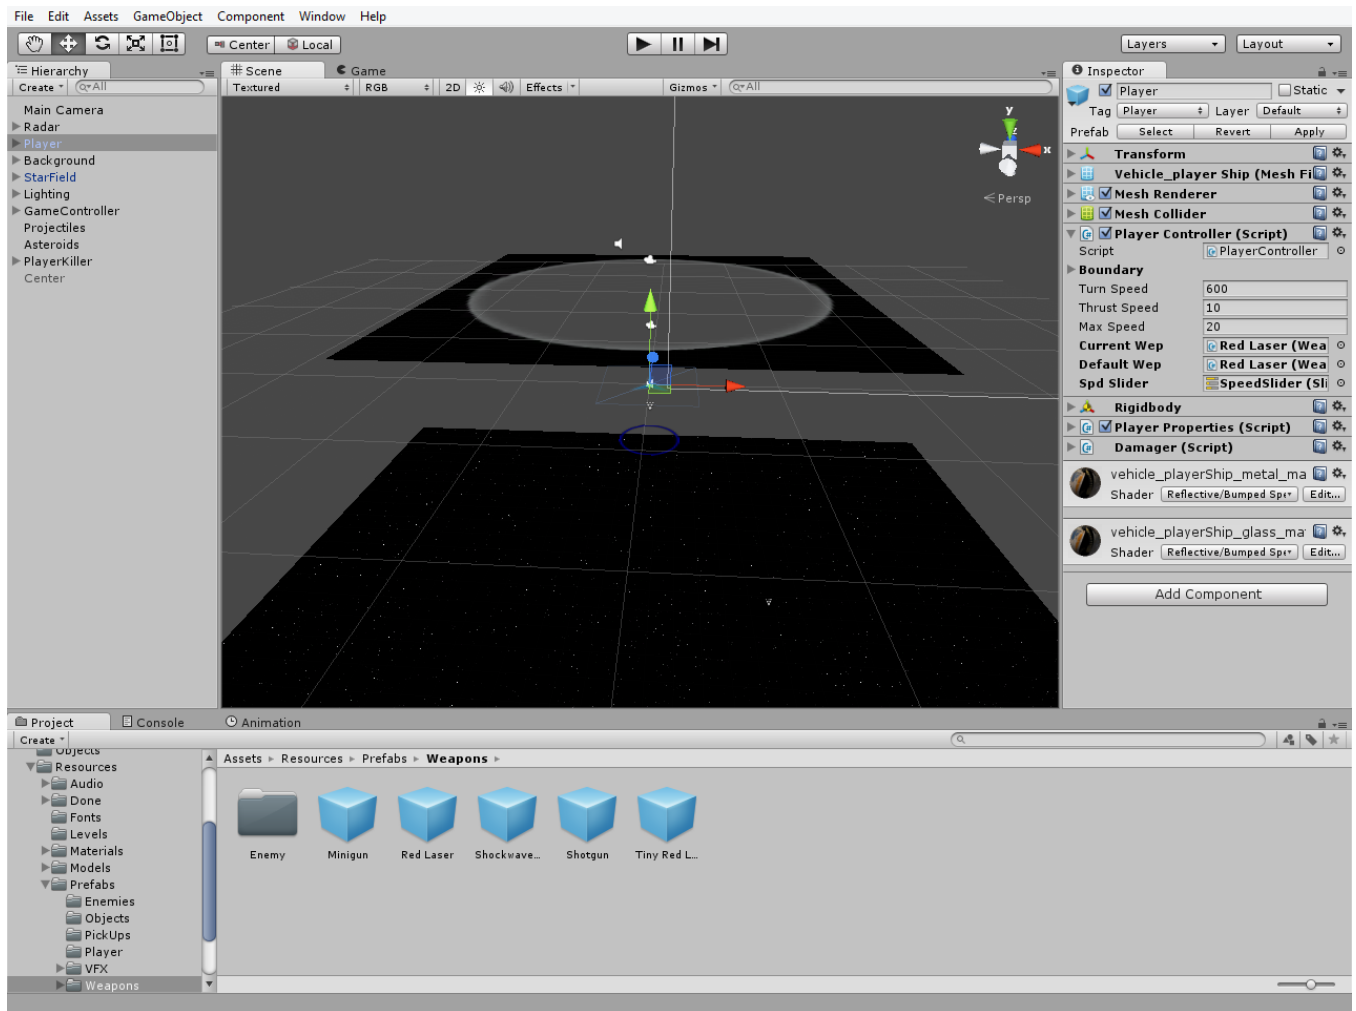 File Edit Assets GameObject Component Window Help
Center Local
Layers Layout
Hierarchy
Create All
Main Camera
Radar
Player
Background
StarField
Lighting
GameController
Projectiles
Asteroids
PlayerKiller
Center
Scene Game
Textured RGB 2D Effects Gizmos All
y
z
x
Persp
Inspector
Player Static
Tag Player Layer Default
Prefab Select Revert Apply
Transform
Vehicle_player Ship (Mesh Fi
Mesh Renderer
Mesh Collider
Player Controller (Script)
Script PlayerController
Boundary
Turn Speed 600
Thrust Speed 10
Max Speed 20
Current Wep Red Laser (Wea
Default Wep Red Laser (Wea
Spd Slider SpeedSlider (Sli
Rigidbody
Player Properties (Script)
Damager (Script)
vehicle_playerShip_metal_ma
Shader Reflective/Bumped Spe Edit...
vehicle_playerShip_glass_ma
Shader Reflective/Bumped Spe Edit...
Add Component
Project Console Animation
Create
Objects
Resources
Audio
Done
Fonts
Levels
Materials
Models
Prefabs
Enemies
Objects
PickUps
Player
VFX
Weapons
Assets Resources Prefabs Weapons
Enemy Minigun Red Laser Shockwave... Shotgun Tiny Red L...